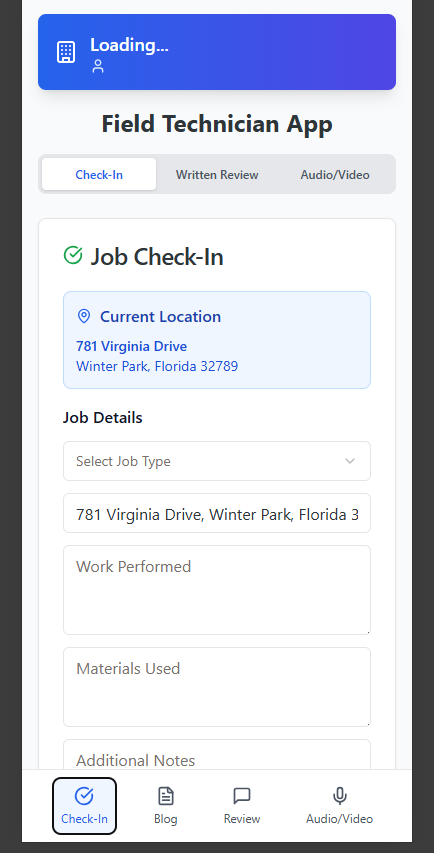 Loading...
Field Technician App
Check-In
Written Review
Audio/Video
Job Check-In
Current Location
781 Virginia Drive
Winter Park, Florida 32789
Job Details
Select Job Type
781 Virginia Drive, Winter Park, Florida 3
Work Performed
Materials Used
Additional Notes
Check-In
Blog
Review
Audio/Video